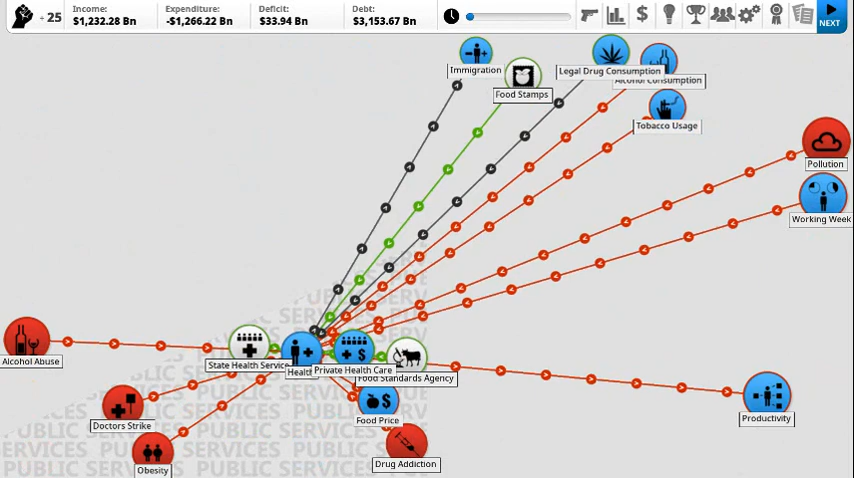 Income:
Expenditure:
Deficit:
Debt:
+ 25
$1,232.28 Bn
-$1,266.22 Bn
$33.94 Bn
$3,153.67 Bn
NEXT
Immigration
Food Stamps
Legal Drug Consumption
Alcohol Consumption
Tobacco Usage
Pollution
Working Week
Alcohol Abuse
State Health Service
Health
Private Health Care
Food Standards Agency
Productivity
Food Price
Doctors Strike
Drug Addiction
Obesity
PUBLIC SERVICES
PUBLIC SERVICES
PUBLIC SERVICES PUBLIC SERVICES